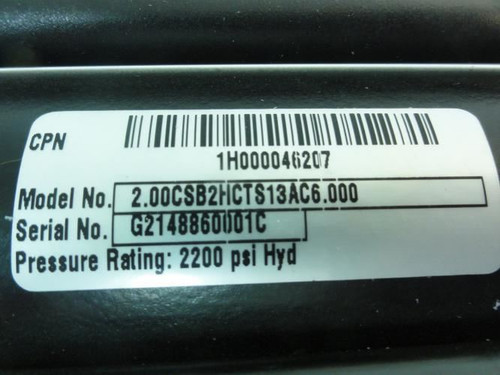 CPN
1H000046207
Model No. 2.00CSB2HCTS13AC6.000
Serial No. G2148860001C
Pressure Rating: 2200 psi Hyd